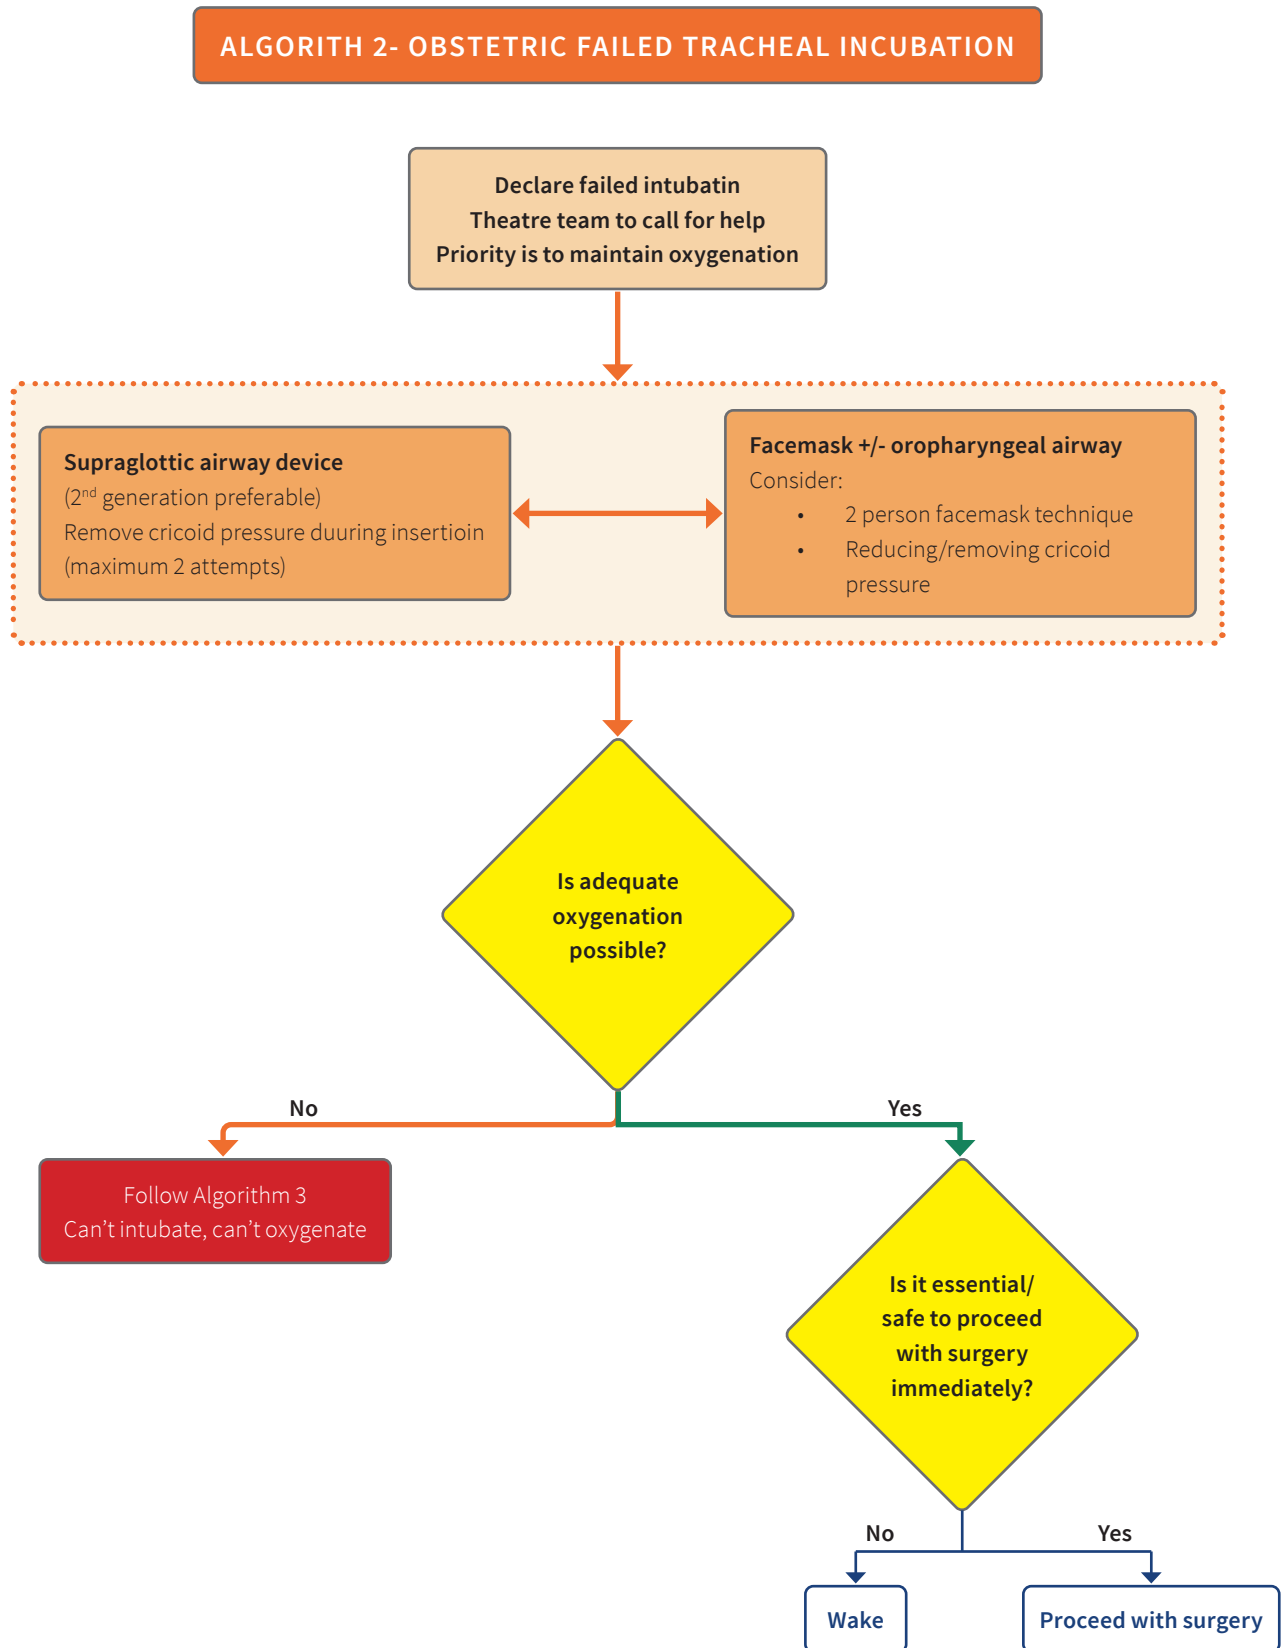 ALGORITH 2- OBSTETRIC FAILED TRACHEAL INCUBATION
Declare failed intubatin
Theatre team to call for help
Priority is to maintain oxygenation
Supraglottic airway device
(2nd generation preferable)
Remove cricoid pressure duuring insertioin
(maximum 2 attempts)
Facemask +/- oropharyngeal airway
Consider:
• 2 person facemask technique
• Reducing/removing cricoid
pressure
Is adequate
oxygenation
possible?
No
Yes
Follow Algorithm 3
Can't intubate, can't oxygenate
Is it essential/
safe to proceed
with surgery
immediately?
No
Yes
Wake
Proceed with surgery